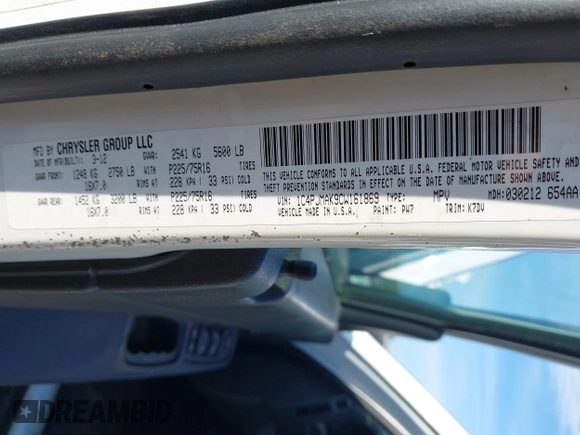 MFD BY CHRYSLER GROUP LLC
DATE OF MFR(BUILT): 3-12 GVWR: 2541 KG 5600 LB
GAWR: 1248 KG 2750 LB P225/75R16 TIRES
FRONT 16X7.0 RIMS AT 228 KPA ( 33 PSI) COLD
GAWR: 1452 KG 3200 LB P225/75R16 TIRES
REAR 16X7.0 RIMS AT 228 KPA ( 33 PSI) COLD
THIS VEHICLE CONFORMS TO ALL APPLICABLE U.S.A. FEDERAL MOTOR VEHICLE SAFETY AND
THEFT PREVENTION STANDARDS IN EFFECT ON THE DATE OF MANUFACTURE SHOWN ABOVE.
VIN: 1C4PJMAK9CW161869 TYPE: MPV MDH: 030212 654AA
VEHICLE MADE IN U.S.A. PAINT: PW7 TRIM: K7DV
DREAMBID